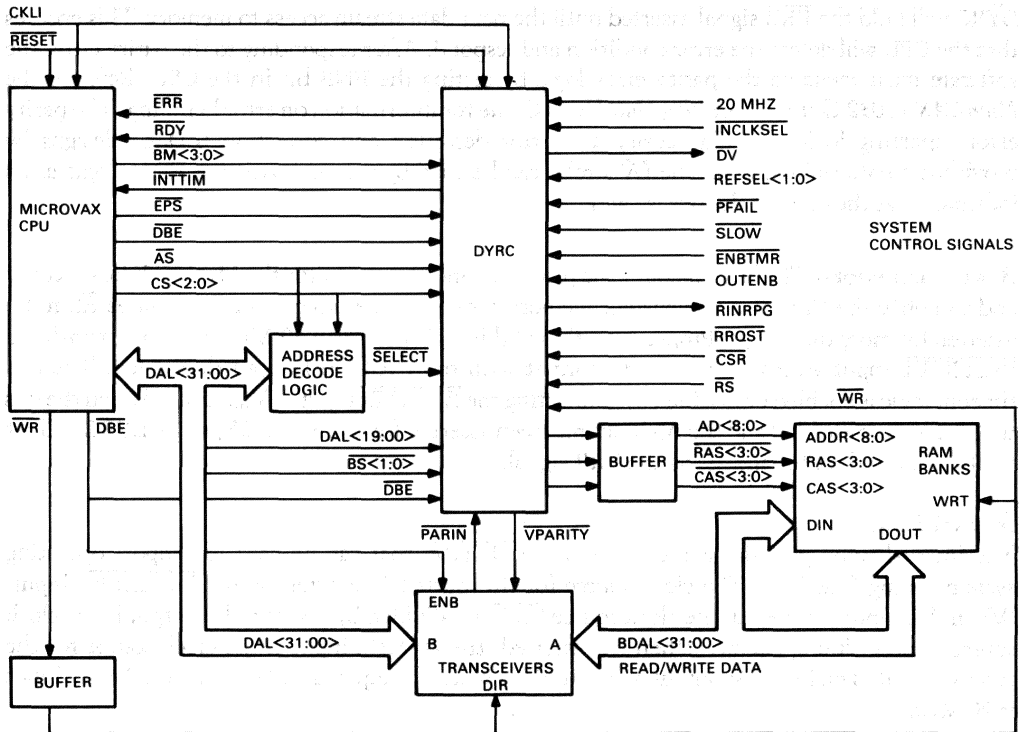 CKLI
RESET
ERR
RDY
BM<3:0>
INTTIM
EPS
DBE
AS
CS<2:0>
MICROVAX
CPU
DYRC
20 MHZ
INCLKSEL
DV
REFSEL<1:0>
PFAIL
SLOW
ENBTMR
OUTENB
RINRPG
RRQST
CSR
RS
SYSTEM
CONTROL SIGNALS
DAL<31:00>
ADDRESS
DECODE
LOGIC
SELECT
WR
DBE
DAL<19:00>
BS<1:0>
DBE
WR
BUFFER
AD<8:0>
RAS<3:0>
CAS<3:0>
ADDR<8:0>
RAS<3:0>
CAS<3:0>
RAM
BANKS
WRT
DIN
DOUT
PARIN
VPARITY
ENB
B
A
TRANSCEIVERS
DIR
DAL<31:00>
BDAL<31:00>
READ/WRITE DATA
BUFFER